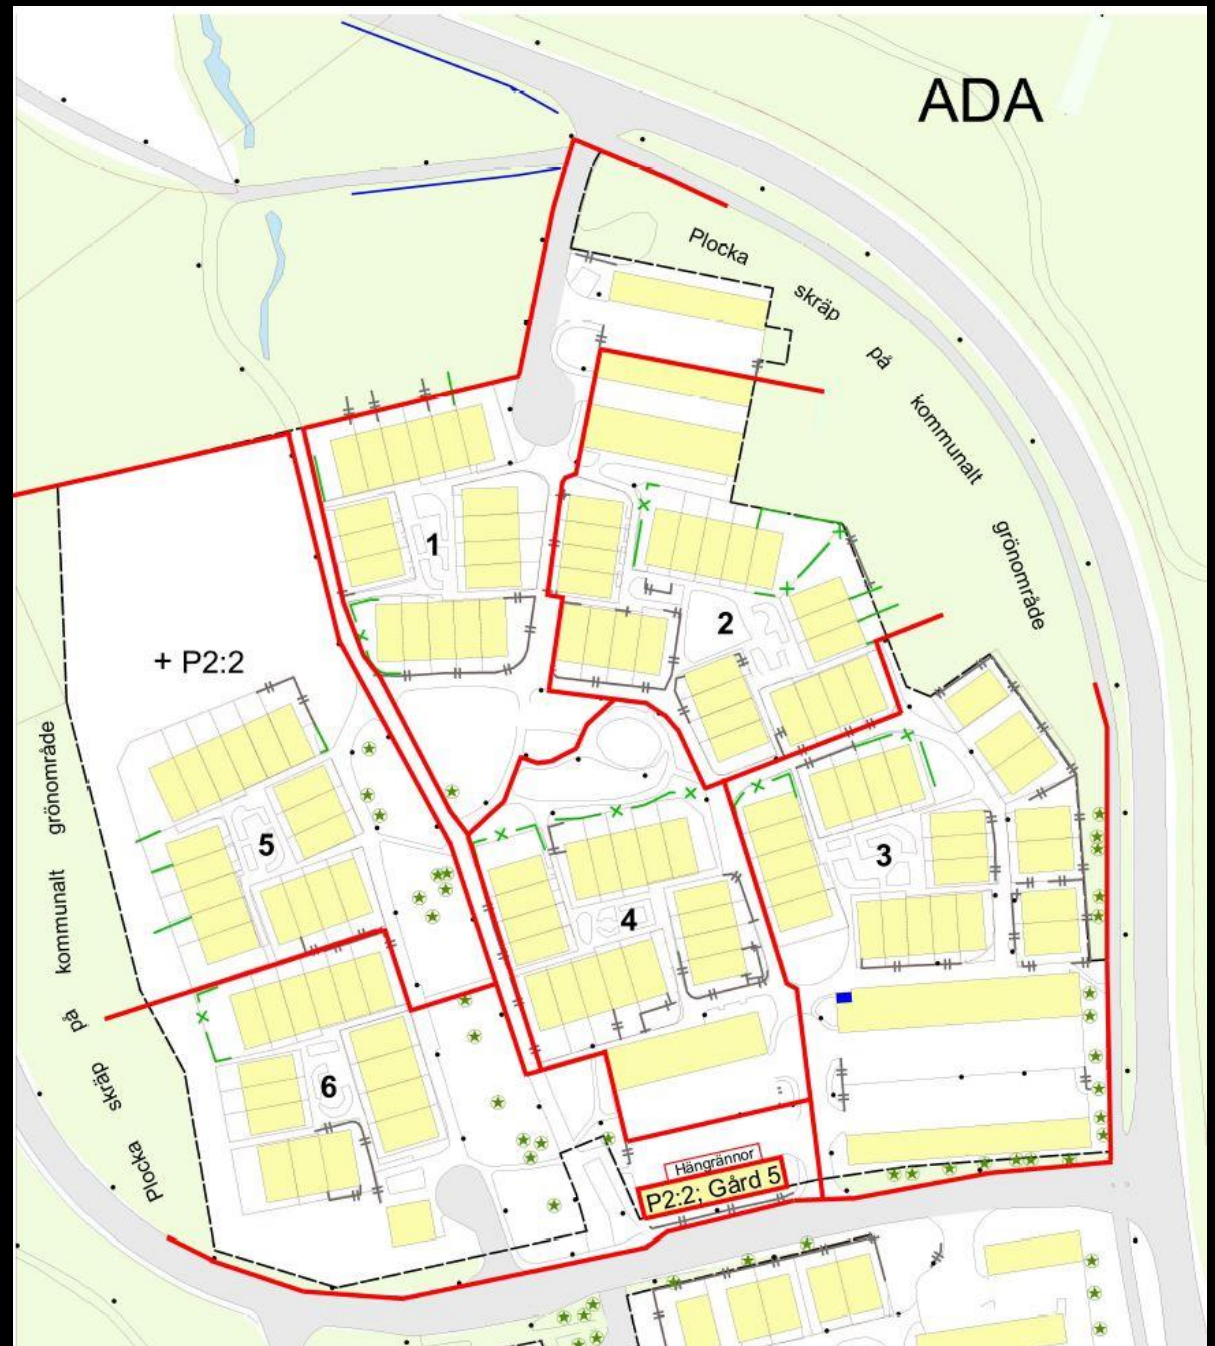 ADA
Plocka
skräp
på
kommunalt
grönområde
1
2
+ P2:2
3
5
4
6
Plocka skräp på kommunalt grönområde
Hängrännor
P2:2; Gård 5